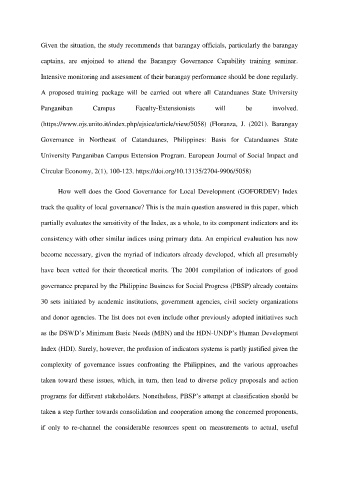 Given the situation, the study recommends that barangay officials, particularly the barangay
captains, are enjoined to attend the Barangay Governance Capability training seminar.
Intensive monitoring and assessment of their barangay performance should be done regularly.
A proposed training package will be carried out where all Catanduanes State University
Panganiban Campus Faculty-Extensionists will be involved.
(https://www.ojs.unito.it/index.php/ejsice/article/view/5058) (Floranza, J. (2021). Barangay
Governance in Northeast of Catanduanes, Philippines: Basis for Catanduanes State
University Panganiban Campus Extension Program. European Journal of Social Impact and
Circular Economy, 2(1), 100-123. https://doi.org/10.13135/2704-9906/5058)
How well does the Good Governance for Local Development (GOFORDEV) Index
track the quality of local governance? This is the main question answered in this paper, which
partially evaluates the sensitivity of the Index, as a whole, to its component indicators and its
consistency with other similar indices using primary data. An empirical evaluation has now
become necessary, given the myriad of indicators already developed, which all presumably
have been vetted for their theoretical merits. The 2001 compilation of indicators of good
governance prepared by the Philippine Business for Social Progress (PBSP) already contains
30 sets initiated by academic institutions, government agencies, civil society organizations
and donor agencies. The list does not even include other previously adopted initiatives such
as the DSWD's Minimum Basic Needs (MBN) and the HDN-UNDP's Human Development
Index (HDI). Surely, however, the profusion of indicators systems is partly justified given the
complexity of governance issues confronting the Philippines, and the various approaches
taken toward these issues, which, in turn, then lead to diverse policy proposals and action
programs for different stakeholders. Nonetheless, PBSP's attempt at classification should be
taken a step further towards consolidation and cooperation among the concerned proponents,
if only to re-channel the considerable resources spent on measurements to actual, useful